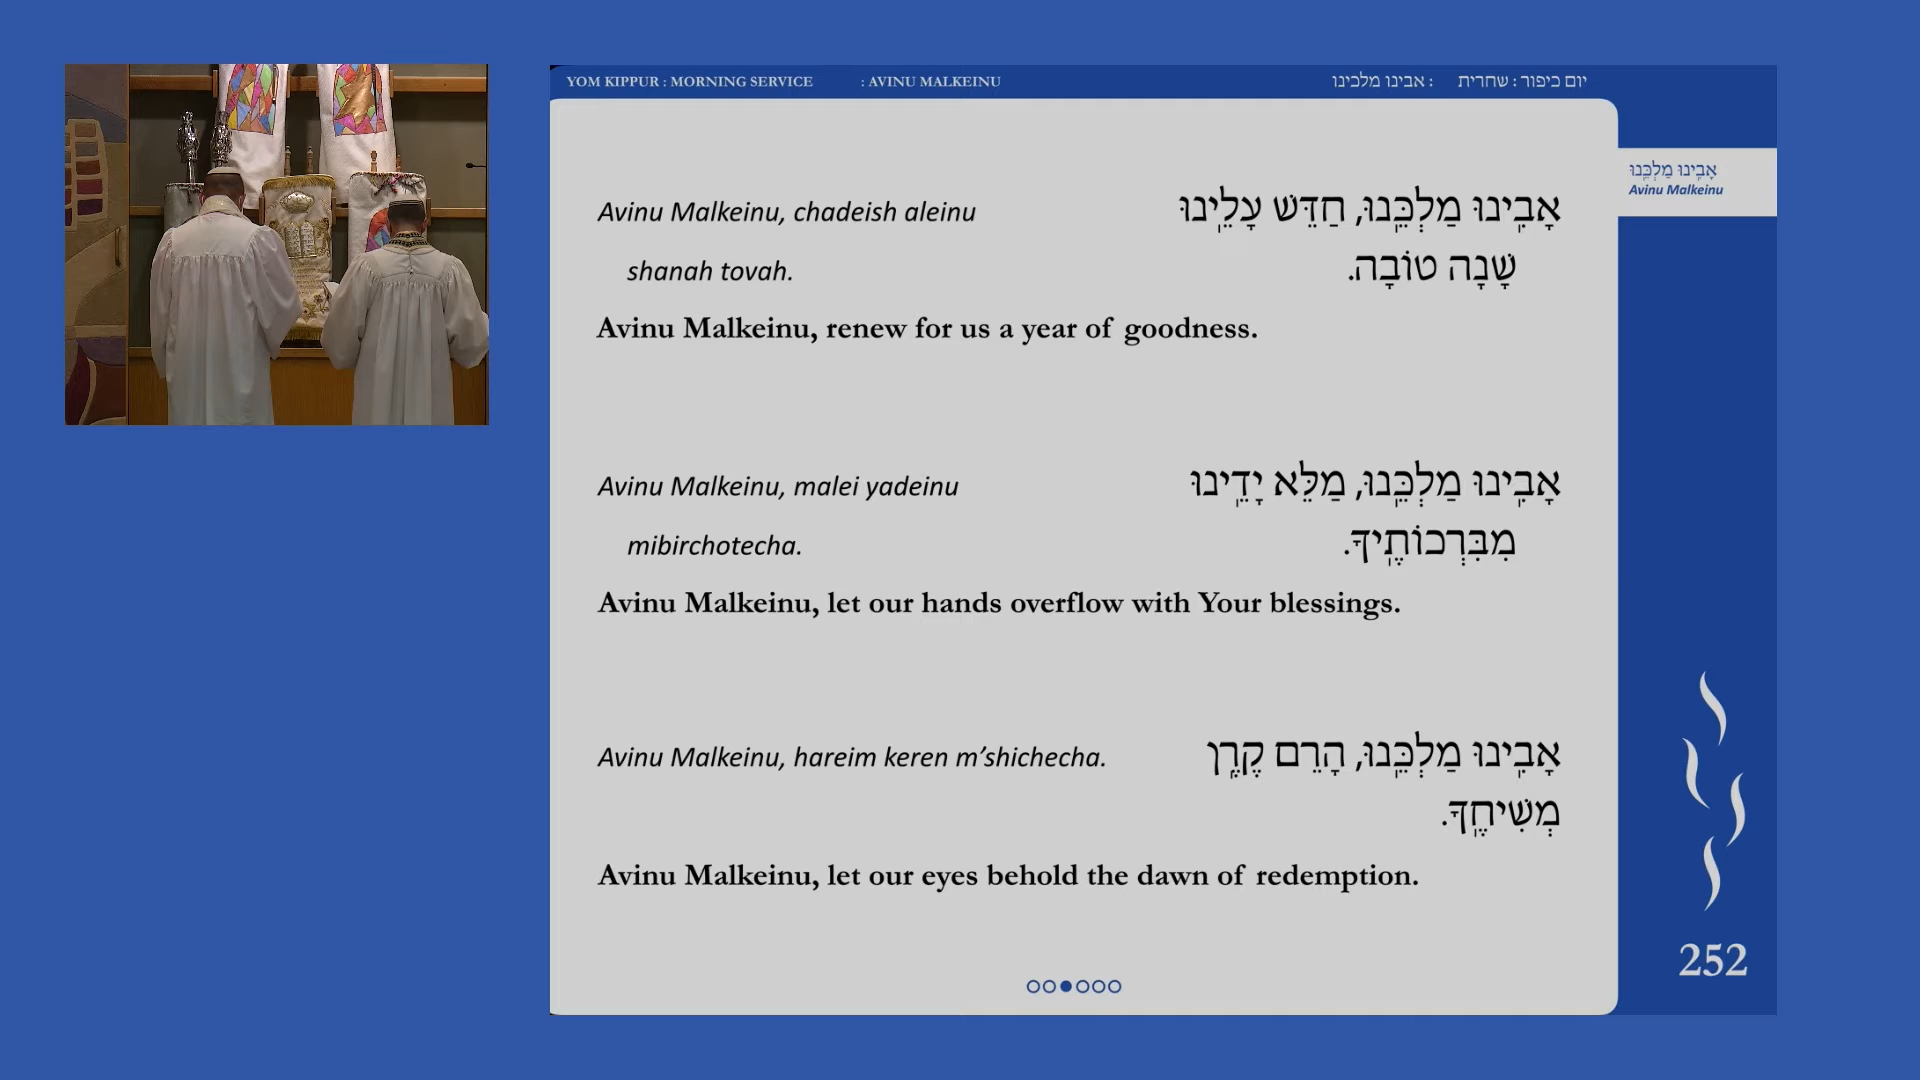 YOM KIPPUR : MORNING SERVICE : AVINU MALKEINU
יום כיפור : שחרית : אבינו מלכינו
אָבִֽינוּ מַלְכֵּֽנוּ
Avinu Malkeinu
Avinu Malkeinu, chadeish aleinu
shanah tovah.
אָבִֽינוּ מַלְכֵּֽנוּ, חַדֵּשׁ עָלֵֽינוּ
שָׁנָה טוֹבָה.
Avinu Malkeinu, renew for us a year of goodness.
Avinu Malkeinu, malei yadeinu
mibirchotecha.
אָבִֽינוּ מַלְכֵּֽנוּ, מַלֵּא יָדֵֽינוּ
מִבִּרְכוֹתֶֽיךָ.
Avinu Malkeinu, let our hands overflow with Your blessings.
Avinu Malkeinu, hareim keren m’shichecha.
אָבִֽינוּ מַלְכֵּֽנוּ, הָרֵם קֶֽרֶן
מְשִׁיחֶֽךָ.
Avinu Malkeinu, let our eyes behold the dawn of redemption.
252